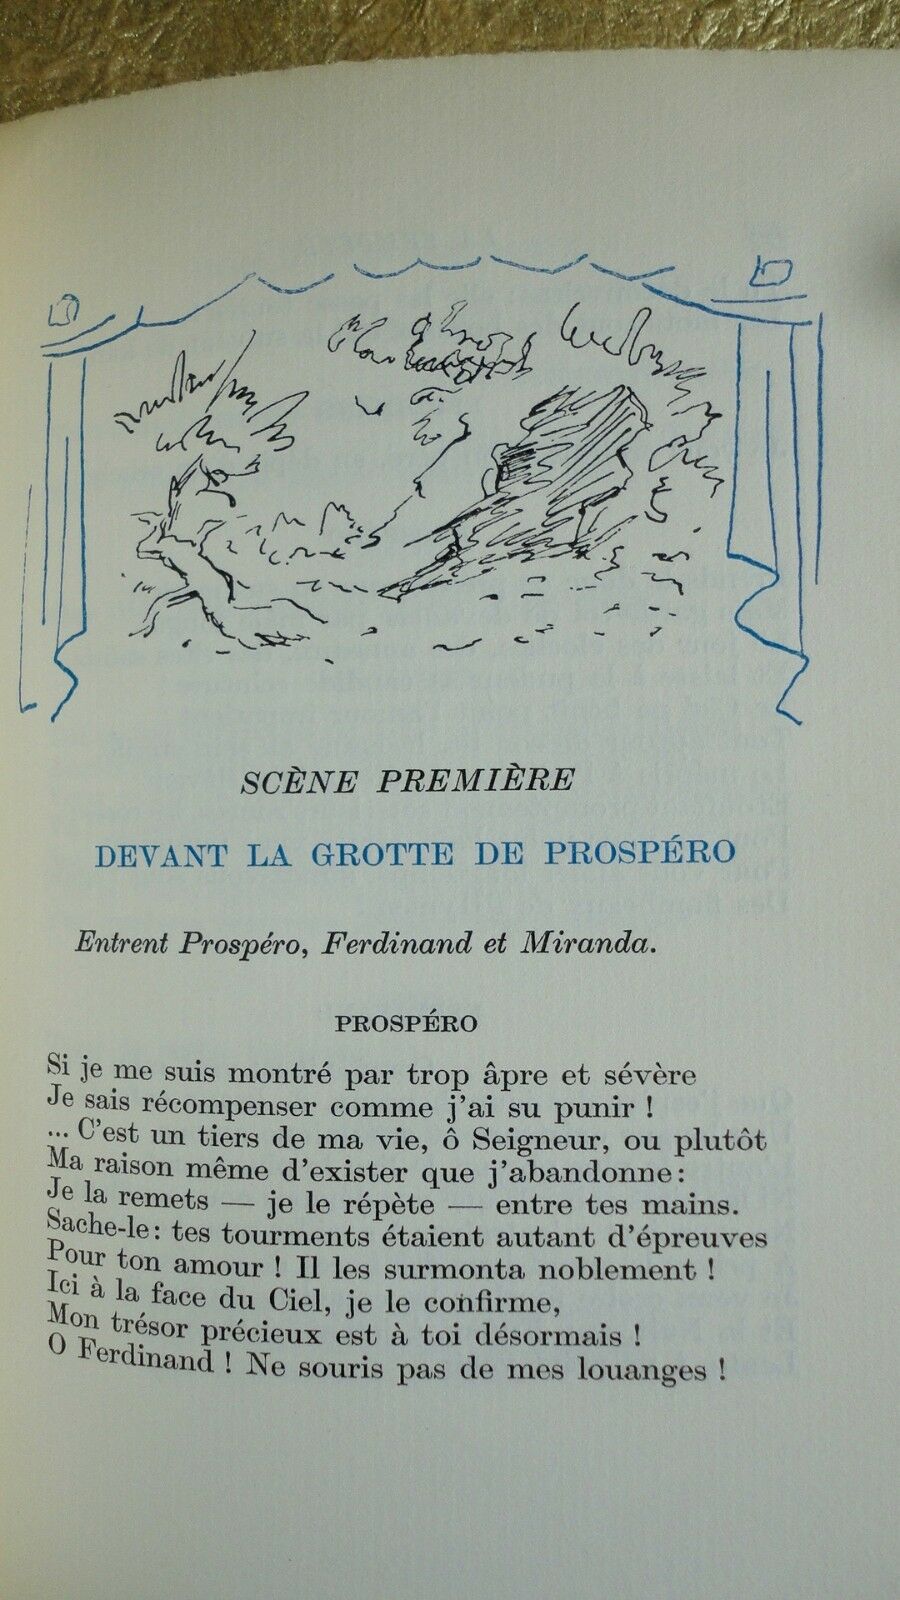 SCÈNE PREMIÈRE
DEVANT LA GROTTE DE PROSPÉRO
Entrent Prospéro, Ferdinand et Miranda.
PROSPÉRO
Si je me suis montré par trop âpre et sévère
Je sais récompenser comme j'ai su punir !
... C'est un tiers de ma vie, ô Seigneur, ou plutôt
Ma raison même d'exister que j'abandonne:
Je la remets — je le répète — entre tes mains.
Sache-le: tes tourments étaient autant d'épreuves
Pour ton amour ! Il les surmonta noblement !
Ici à la face du Ciel, je le confirme,
Mon trésor précieux est à toi désormais !
O Ferdinand ! Ne souris pas de mes louanges !